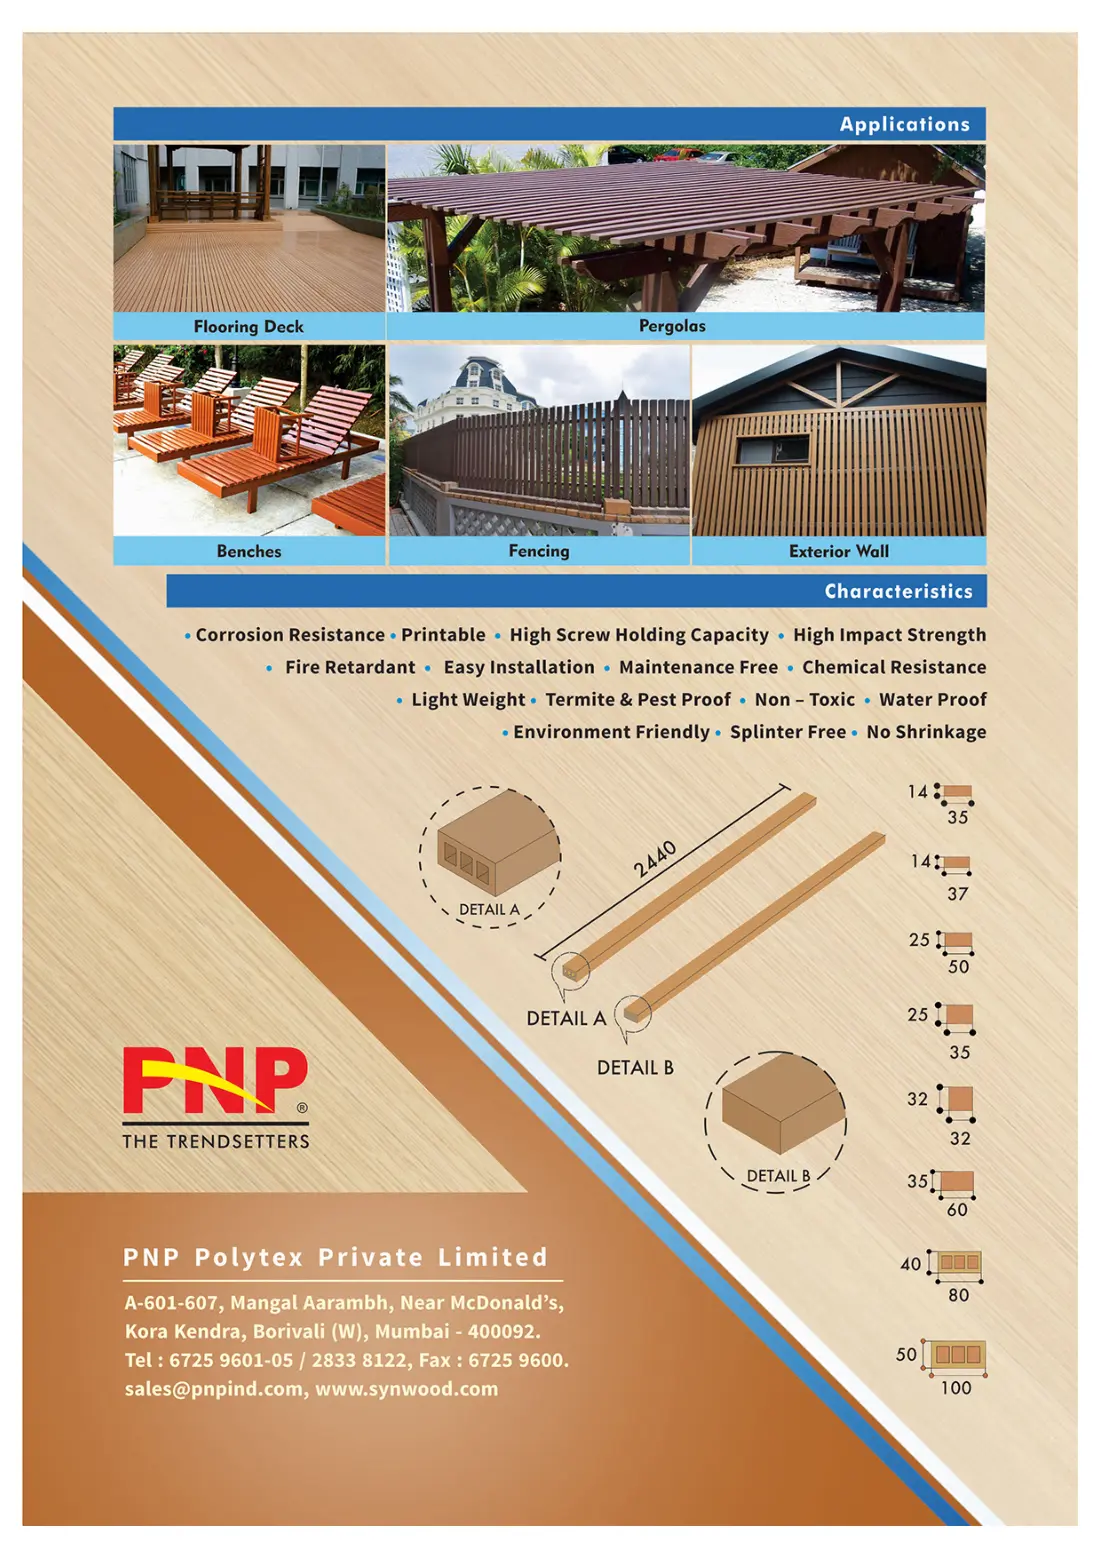 Applications
Flooring Deck
Pergolas
Benches
Fencing
Exterior Wall
Characteristics
• Corrosion Resistance • Printable • High Screw Holding Capacity • High Impact Strength
• Fire Retardant • Easy Installation • Maintenance Free • Chemical Resistance
• Light Weight • Termite & Pest Proof • Non – Toxic • Water Proof
• Environment Friendly • Splinter Free • No Shrinkage
DETAIL A
2440
DETAIL A
DETAIL B
DETAIL B
14
35
14
37
25
50
25
35
32
32
35
60
40
80
50
100
PNP ®
THE TRENDSETTERS
PNP Polytex Private Limited
A-601-607, Mangal Aarambh, Near McDonald's,
Kora Kendra, Borivali (W), Mumbai - 400092.
Tel : 6725 9601-05 / 2833 8122, Fax : 6725 9600.
sales@pnpind.com, www.synwood.com